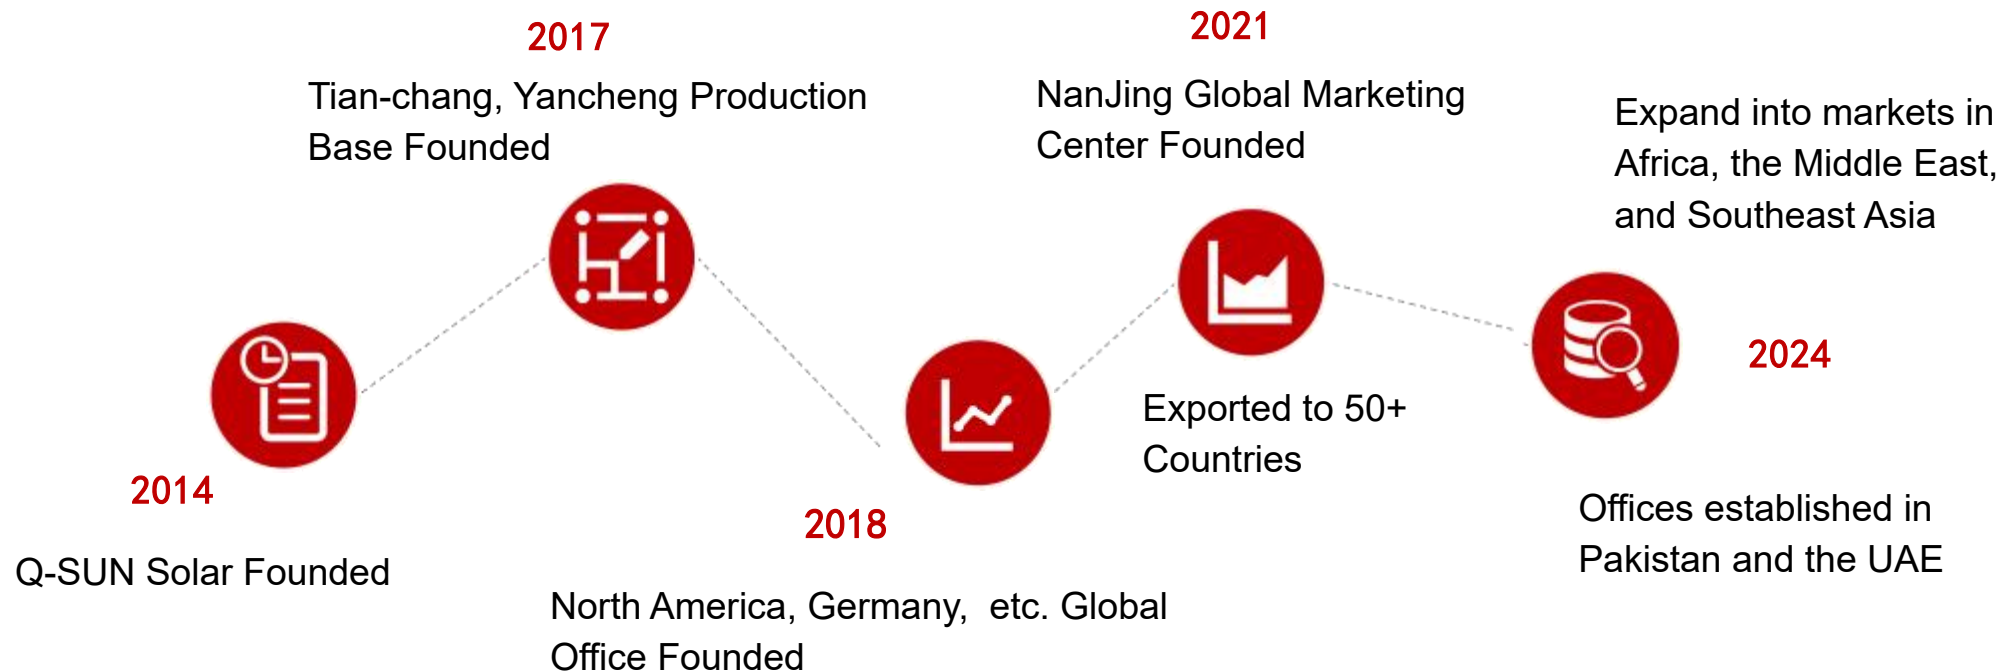 2014
Q-SUN Solar Founded
2017
Tian-chang, Yancheng Production
Base Founded
2018
North America, Germany, etc. Global
Office Founded
2021
NanJing Global Marketing
Center Founded
Exported to 50+
Countries
Expand into markets in
Africa, the Middle East,
and Southeast Asia
2024
Offices established in
Pakistan and the UAE